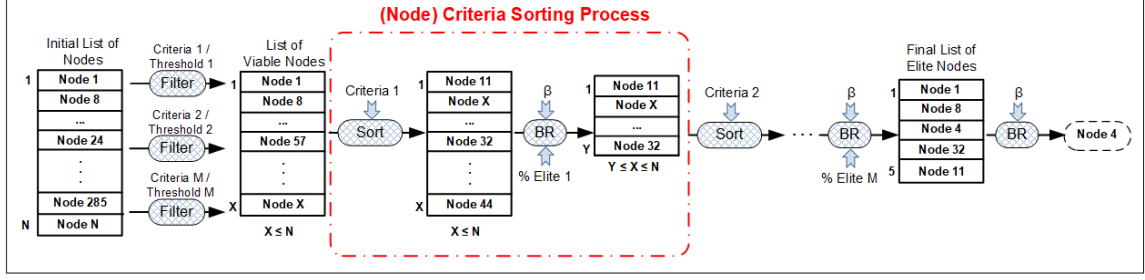 (Node) Criteria Sorting Process
Initial List of
Nodes
1
Node 1
Node 8
...
Node 24
Node 285
N
Node N
Criteria 1 /
Threshold 1
Filter
Criteria 2 /
Threshold 2
Filter
Criteria M /
Threshold M
Filter
List of
Viable Nodes
1
Node 1
Node 8
...
Node 57
X
Node X
X ≤ N
Criteria 1
Sort
1
Node 11
Node X
...
Node 32
X
Node 44
X ≤ N
β
BR
% Elite 1
1
Node 11
Node X
...
Y
Node 32
Y ≤ X ≤ N
Criteria 2
Sort
β
BR
% Elite M
Final List of
Elite Nodes
1
Node 1
Node 8
Node 4
Node 32
5
Node 11
β
BR
Node 4